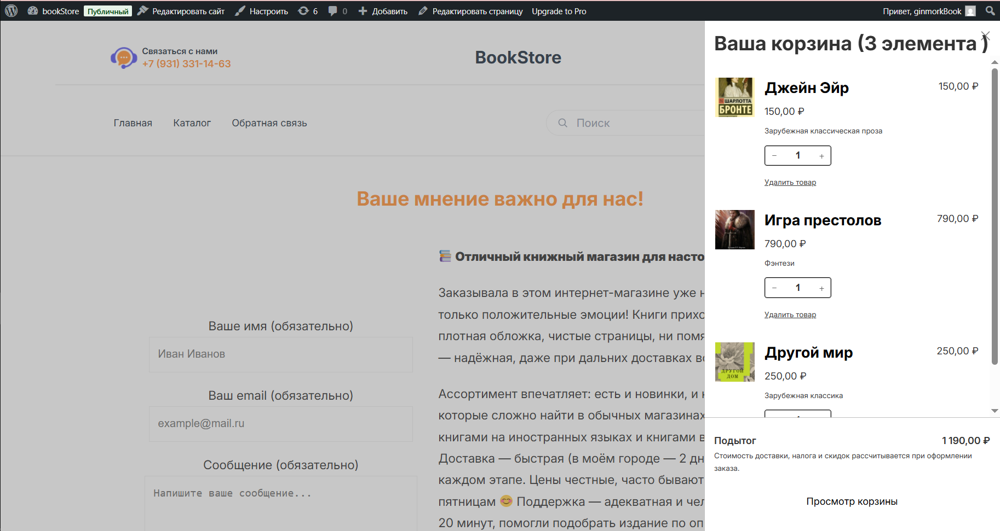 bookStore Публичный Редактировать сайт Настроить 6 0 Добавить Редактировать страницу Upgrade to Pro Привет, ginmorkBook
Связаться с нами
+7 (931) 331-14-63
BookStore
Главная Каталог Обратная связь
Поиск
Ваше мнение важно для нас!
Ваше имя (обязательно)
Иван Иванов
Ваш email (обязательно)
example@mail.ru
Сообщение (обязательно)
Напишите ваше сообщение...
Отличный книжный магазин для насто
Заказывала в этом интернет-магазине уже н
только положительные эмоции! Книги прихо
плотная обложка, чистые страницы, ни помя
— надёжная, даже при дальних доставках вс
Ассортимент впечатляет: есть и новинки, и
которые сложно найти в обычных магазинах
книгами на иностранных языках и книгами в
Доставка — быстрая (в моём городе — 2 дн
каждом этапе. Цены честные, часто бывают
пятницам 😊 Поддержка — адекватная и чел
20 минут, помогли подобрать издание по оп
Ваша корзина (3 элемента )
ШАРЛОТТА
БРОНТЕ
Джейн Эйр 150,00 ₽
150,00 ₽
Зарубежная классическая проза
− 1 +
Удалить товар
Игра престолов 790,00 ₽
790,00 ₽
Фэнтези
− 1 +
Удалить товар
ДРУГОЙ
ДОМ
Другой мир 250,00 ₽
250,00 ₽
Зарубежная классика
Подытог 1 190,00 ₽
Стоимость доставки, налога и скидок рассчитывается при оформлении
заказа.
Просмотр корзины